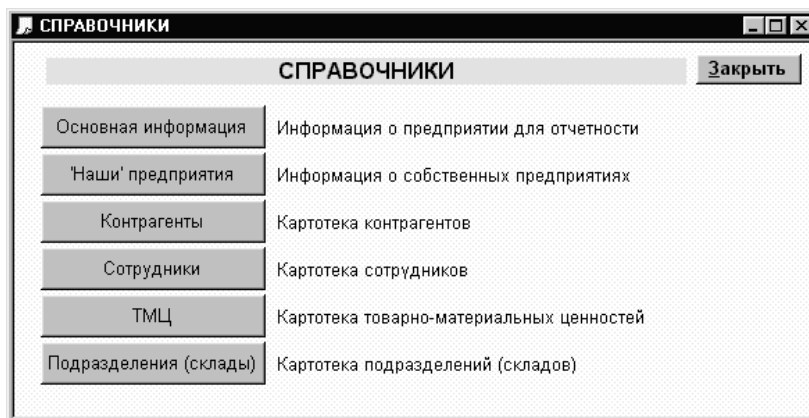 СПРАВОЧНИКИ
СПРАВОЧНИКИ Закрыть
Основная информация Информация о предприятии для отчетности
'Наши' предприятия Информация о собственных предприятиях
Контрагенты Картотека контрагентов
Сотрудники Картотека сотрудников
ТМЦ Картотека товарно-материальных ценностей
Подразделения (склады) Картотека подразделений (складов)